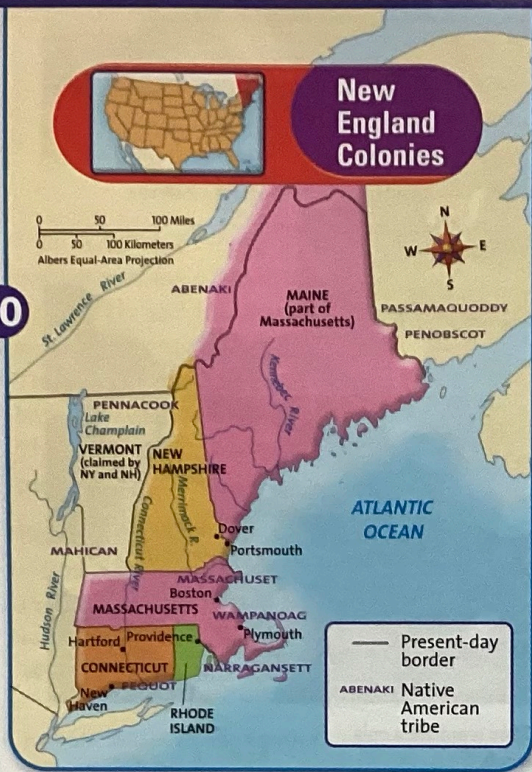 New
England
Colonies
0 50 100 Miles
0 50 100 Kilometers
Albers Equal-Area Projection
N
W E
S
St. Lawrence River
ABENAKI
MAINE
(part of
Massachusetts)
PASSAMAQUODDY
PENOBSCOT
0
Kennebec River
PENNACOOK
Lake
Champlain
VERMONT
(claimed by
NY and NH)
NEW
HAMPSHIRE
Merrimack R.
Connecticut River
ATLANTIC
OCEAN
Dover
Portsmouth
MAHICAN
Hudson River
MASSACHUSET
Boston
MASSACHUSETTS
WAMPANOAG
Plymouth
Hartford
Providence
CONNECTICUT
NARRAGANSETT
PEQUOT
New
Haven
RHODE
ISLAND
Present-day
border
ABENAKI Native
American
tribe